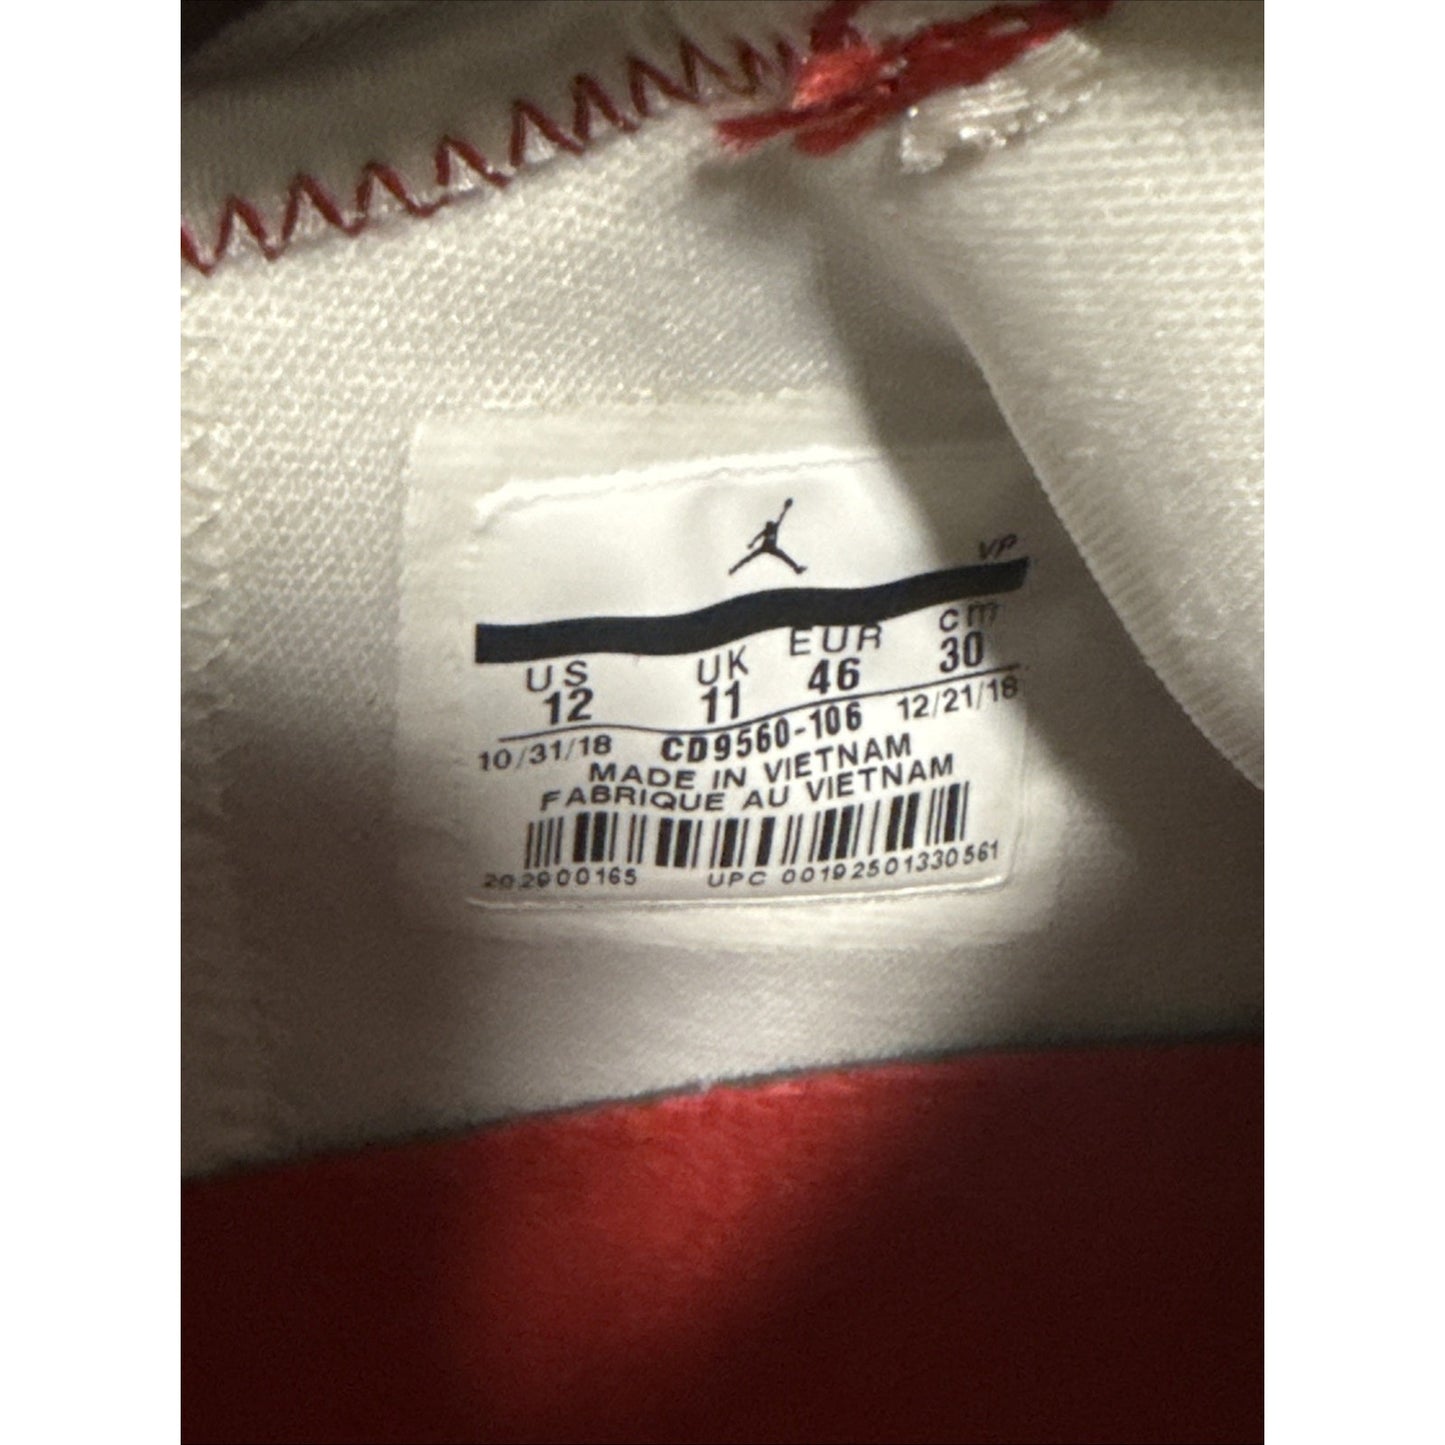 VP
US UK EUR cm
12 11 46 30
10/31/18 CD9560-106 12/21/18
MADE IN VIETNAM
FABRIQUE AU VIETNAM
202900165 UPC 00192501330561